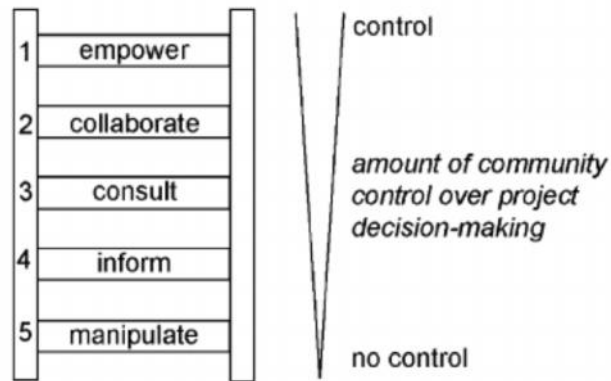 1 empower
2 collaborate
3 consult
4 inform
5 manipulate
control
amount of community
control over project
decision-making
no control